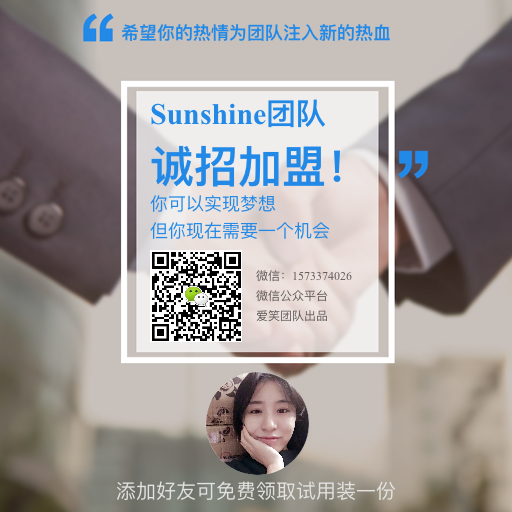 希望你的热情为团队注入新的热血
Sunshine团队
诚招加盟！
你可以实现梦想
但你现在需要一个机会
微信：1573374026
微信公众平台
爱笑团队出品
添加好友可免费领取试用装一份